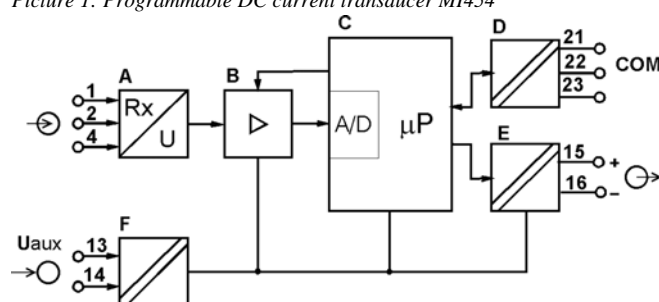 Picture 1: Programmable DC current transducer MI454
A
B
C
D
21
22
23
COM
1
2
4
Rx
U
A/D
µP
E
15
+
16
−
Uaux
13
14
F